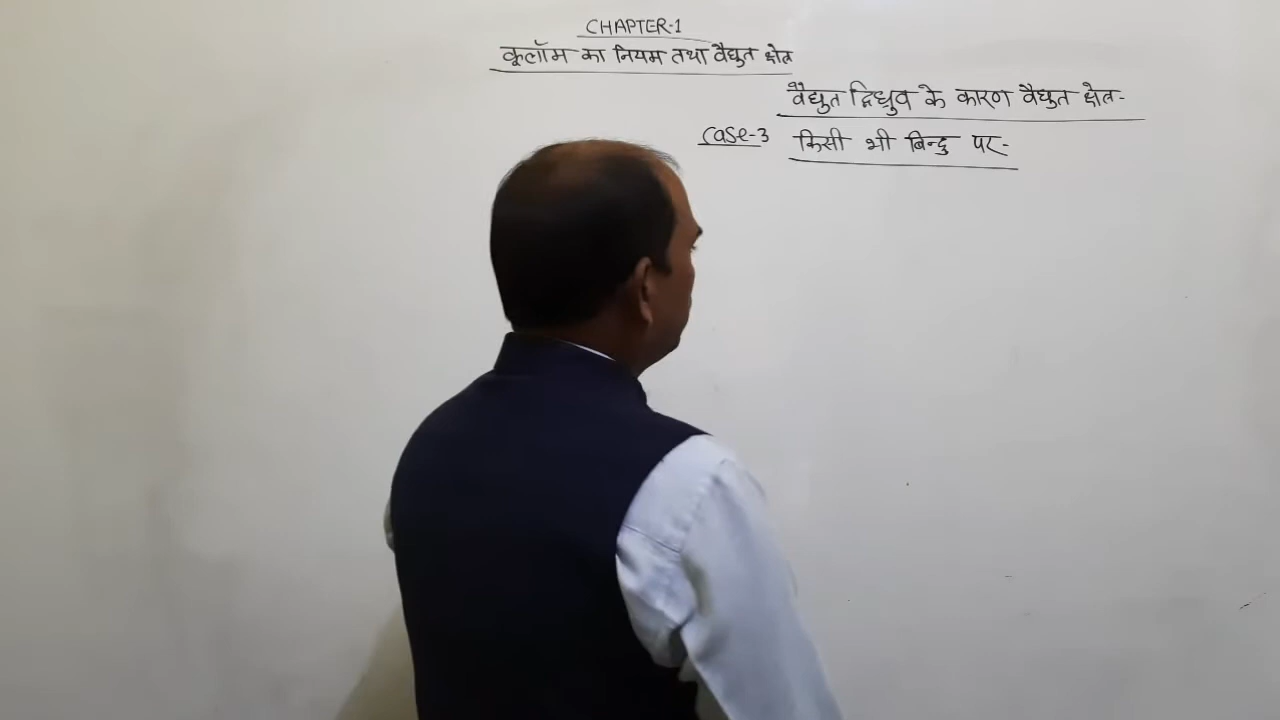 CHAPTER-1
कूलॉम का नियम तथा वैद्युत क्षेत्र
वैद्युत द्विध्रुव के कारण वैद्युत क्षेत्र-
Case-3 किसी भी बिन्दु पर-